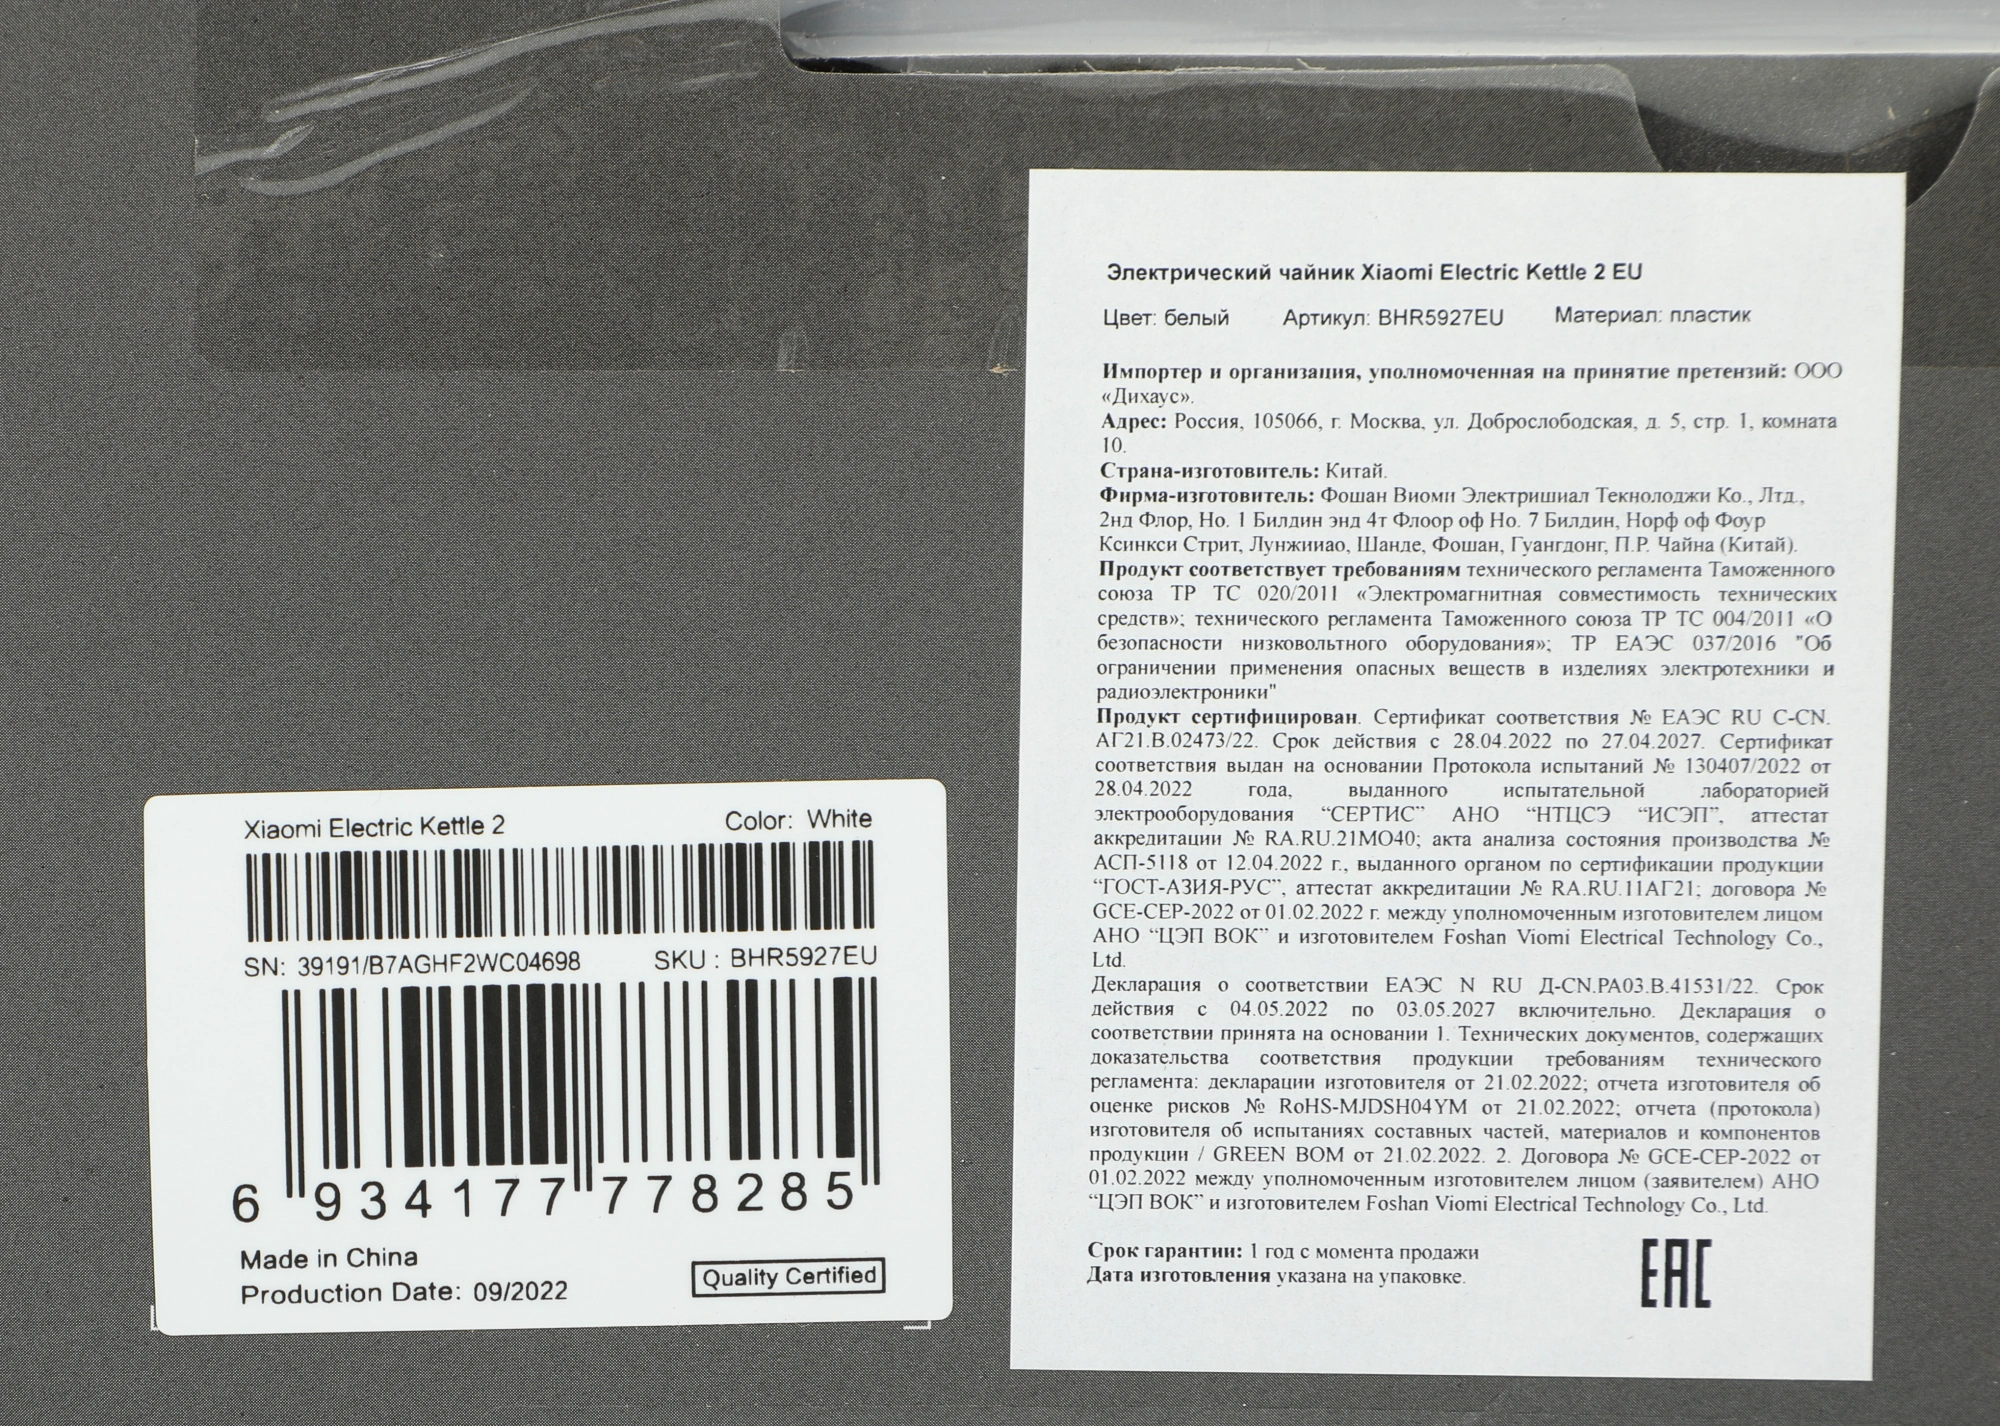 Xiaomi Electric Kettle 2 Color: White
SN: 39191/B7AGHF2WC04698 SKU : BHR5927EU
6 934177 778285
Made in China
Production Date: 09/2022
Quality Certified
Электрический чайник Xiaomi Electric Kettle 2 EU
Цвет: белый Артикул: BHR5927EU Материал: пластик
Импортер и организация, уполномоченная на принятие претензий: ООО
«Дихаус».
Адрес: Россия, 105066, г. Москва, ул. Доброслободская, д. 5, стр. 1, комната
10.
Страна-изготовитель: Китай.
Фирма-изготовитель: Фошан Виоми Электришиал Текнолоджи Ко., Лтд.,
2нд Флор, Но. 1 Билдин энд 4т Флоор оф Но. 7 Билдин, Норф оф Фоур
Ксинкси Стрит, Лунжииао, Шанде, Фошан, Гуангдонг, П.Р. Чайна (Китай).
Продукт соответствует требованиям технического регламента Таможенного
союза ТР ТС 020/2011 «Электромагнитная совместимость технических
средств»; технического регламента Таможенного союза ТР ТС 004/2011 «О
безопасности низковольтного оборудования»; ТР ЕАЭС 037/2016 "Об
ограничении применения опасных веществ в изделиях электротехники и
радиоэлектроники"
Продукт сертифицирован. Сертификат соответствия № ЕАЭС RU С-CN.
АГ21.В.02473/22. Срок действия с 28.04.2022 по 27.04.2027. Сертификат
соответствия выдан на основании Протокола испытаний № 130407/2022 от
28.04.2022 года, выданного испытательной лабораторией
электрооборудования “СЕРТИС” АНО “НТЦСЭ “ИСЭП”, аттестат
аккредитации № RA.RU.21МО40; акта анализа состояния производства №
АСП-5118 от 12.04.2022 г., выданного органом по сертификации продукции
“ГОСТ-АЗИЯ-РУС”, аттестат аккредитации № RA.RU.11АГ21; договора №
GCE-CEP-2022 от 01.02.2022 г. между уполномоченным изготовителем лицом
АНО “ЦЭП ВОК” и изготовителем Foshan Viomi Electrical Technology Co.,
Ltd.
Декларация о соответствии ЕАЭС N RU Д-CN.РА03.В.41531/22. Срок
действия с 04.05.2022 по 03.05.2027 включительно. Декларация о
соответствии принята на основании 1. Технических документов, содержащих
доказательства соответствия продукции требованиям технического
регламента: декларации изготовителя от 21.02.2022; отчета изготовителя об
оценке рисков № RoHS-MJDSH04YM от 21.02.2022; отчета (протокола)
изготовителя об испытаниях составных частей, материалов и компонентов
продукции / GREEN BOM от 21.02.2022. 2. Договора № GCE-CEP-2022 от
01.02.2022 между уполномоченным изготовителем лицом (заявителем) АНО
“ЦЭП ВОК” и изготовителем Foshan Viomi Electrical Technology Co., Ltd.
Срок гарантии: 1 год с момента продажи
Дата изготовления указана на упаковке.
EAC